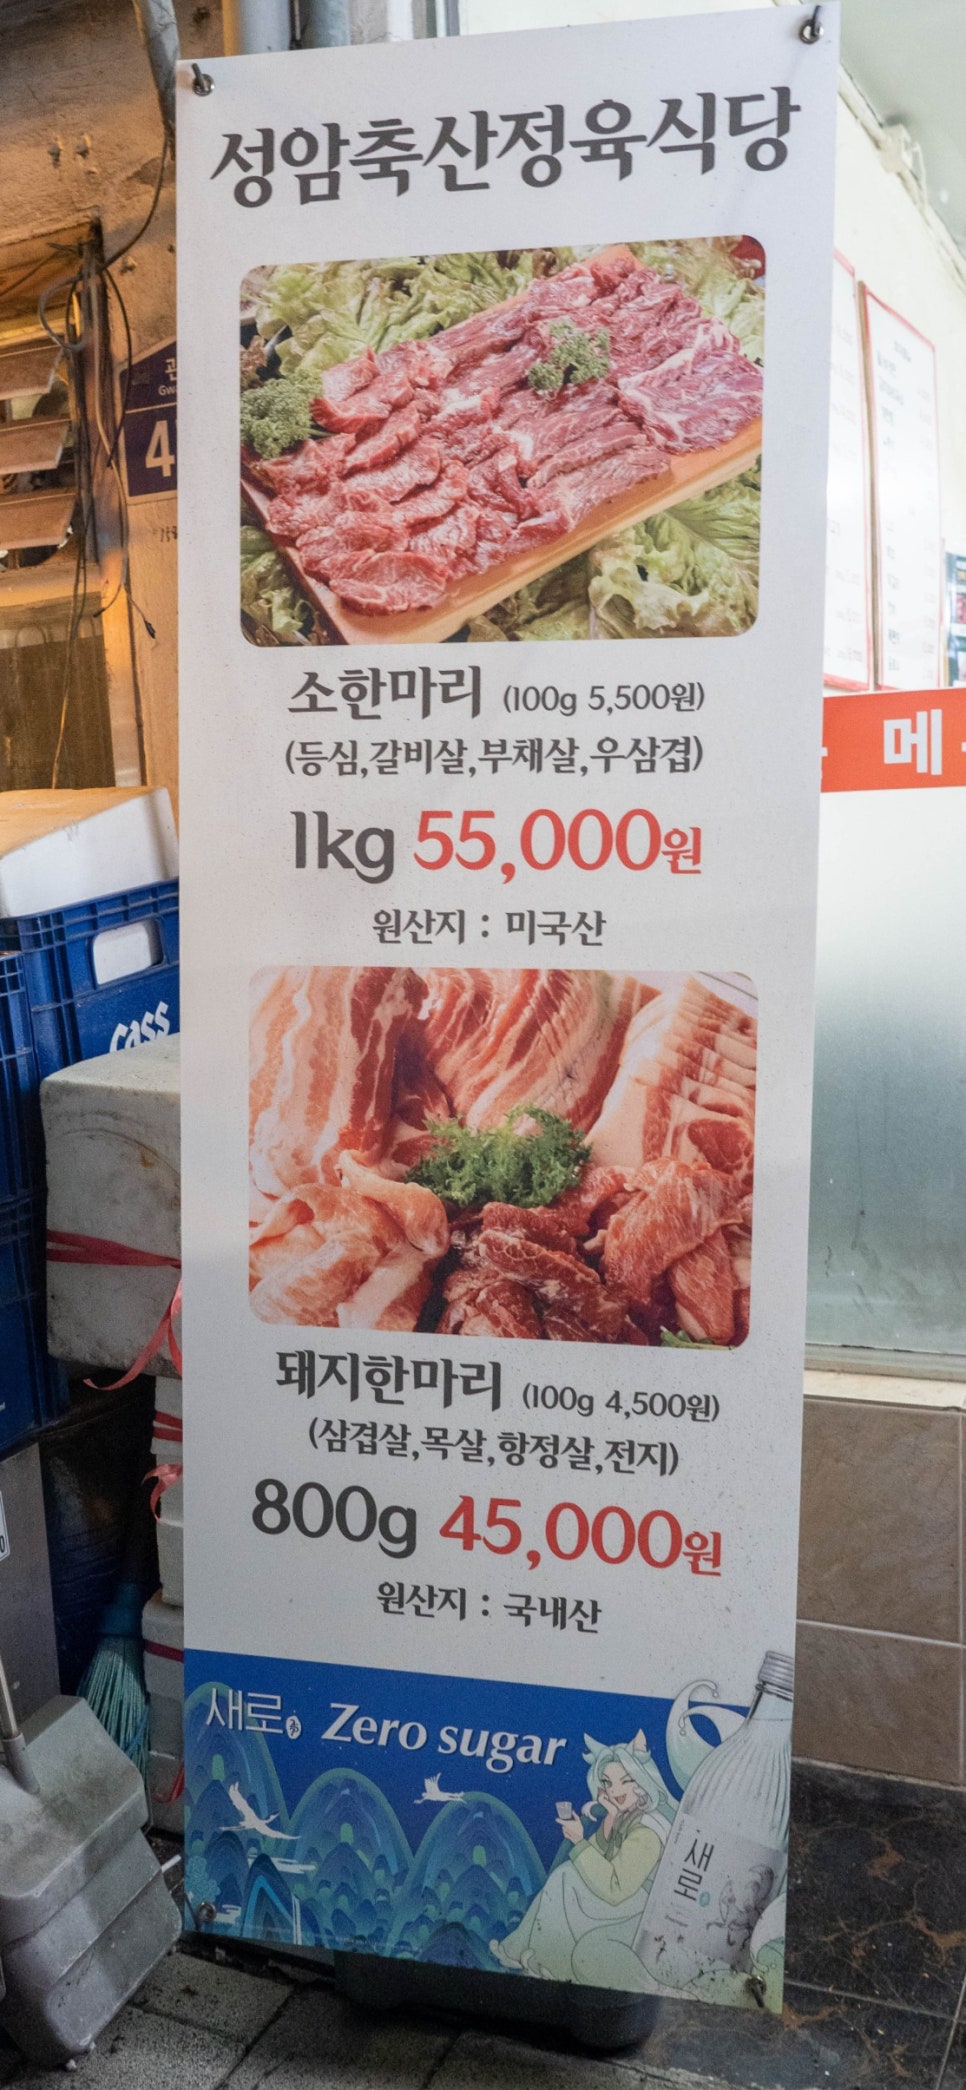 성암축산정육식당
소한마리 (100g 5,500원)
(등심,갈비살,부채살,우삼겹)
1kg 55,000원
원산지 : 미국산
돼지한마리 (100g 4,500원)
(삼겹살,목살,항정살,전지)
800g 45,000원
원산지 : 국내산
새로 Zero sugar
새로
cass
4
메